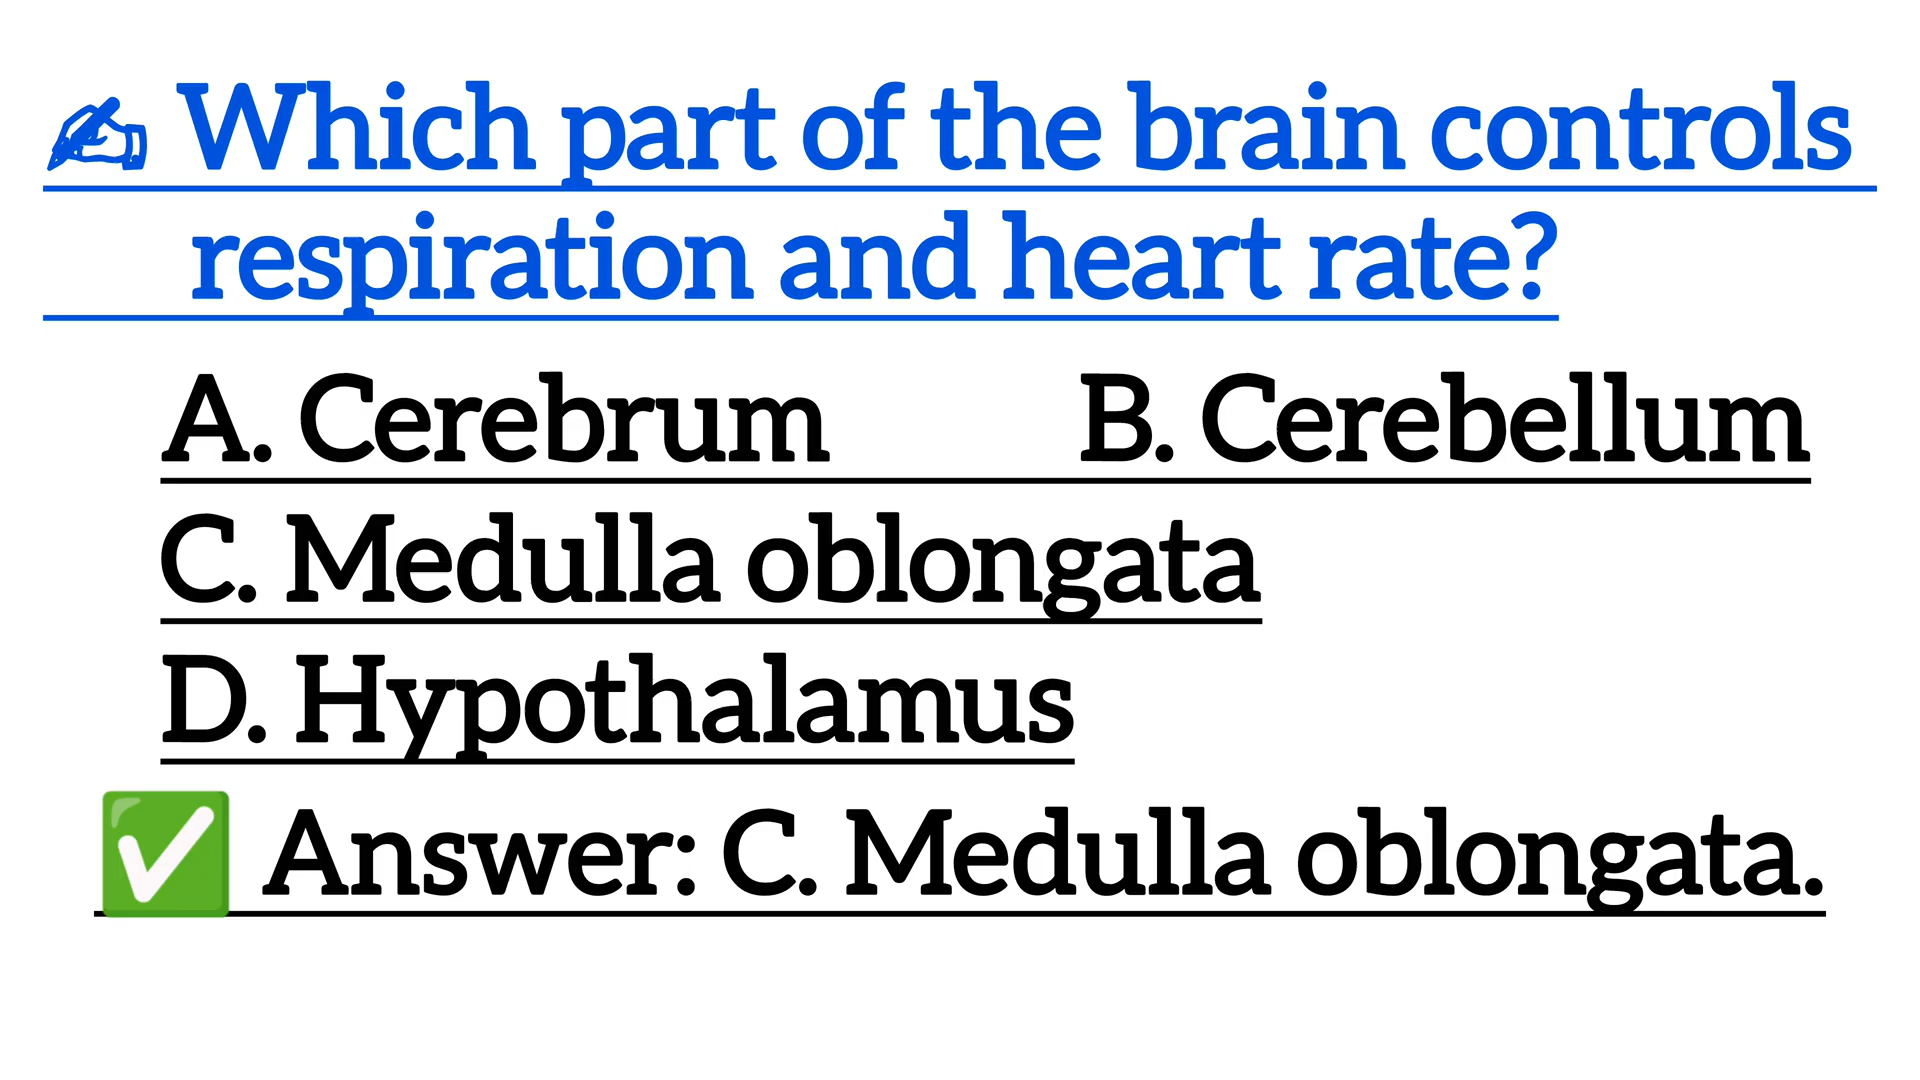 ✍ Which part of the brain controls
respiration and heart rate?
A. Cerebrum B. Cerebellum
C. Medulla oblongata
D. Hypothalamus
✅ Answer: C. Medulla oblongata.